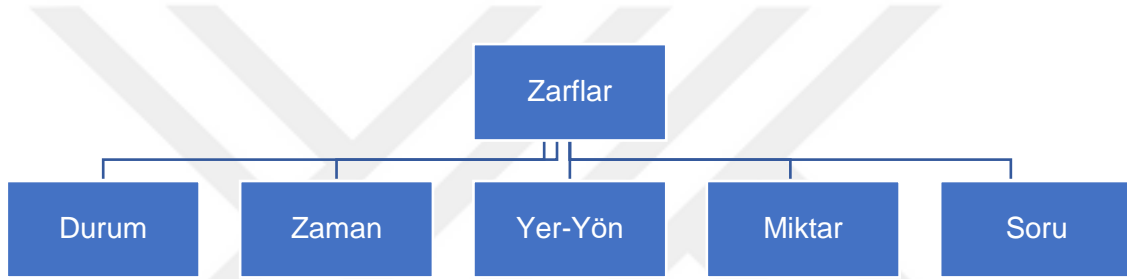 Zarflar
Durum
Zaman
Yer-Yön
Miktar
Soru